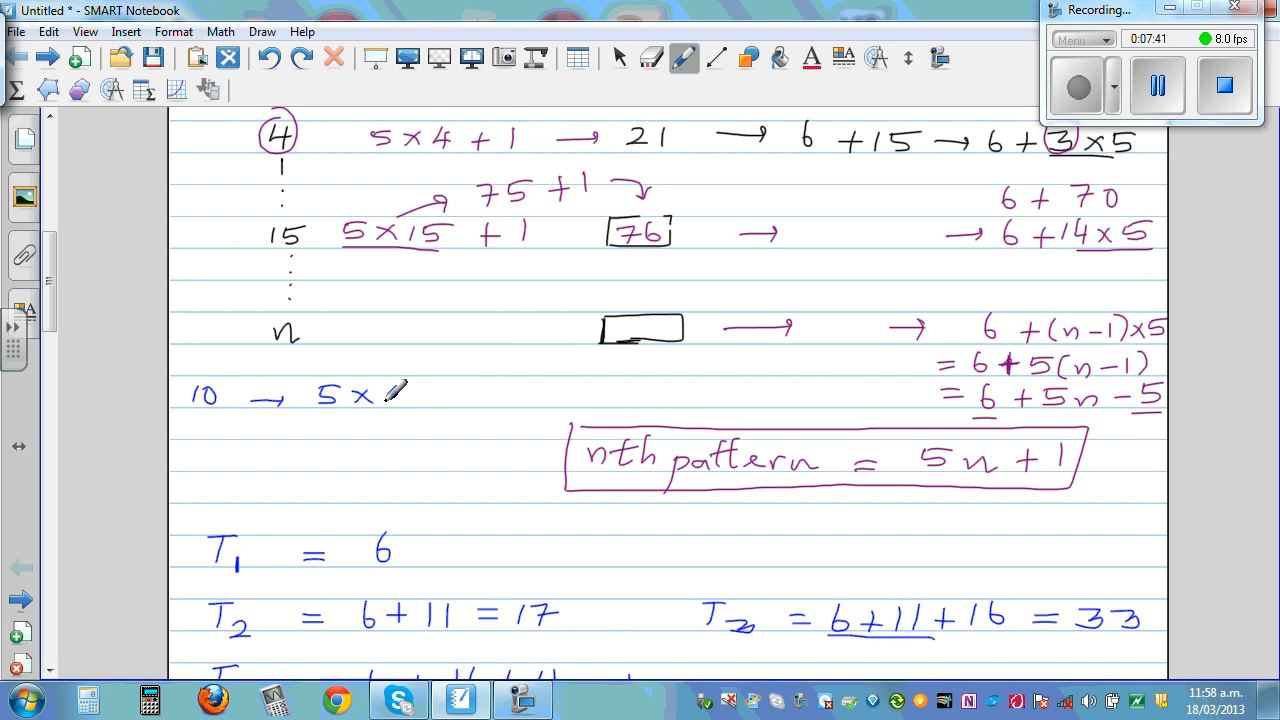 Untitled * - SMART Notebook
Recording...
File Edit View Insert Format Math Draw Help
Menu 0:07:41 8.0 fps
4 5 × 4 + 1 → 21 → 6 + 15 → 6 + 3 × 5
75 + 1 6 + 70
15 5 × 15 + 1 76 → → 6 + 14 × 5
n → → 6 + (n - 1) × 5
= 6 + 5(n - 1)
10 → 5 × = 6 + 5n - 5
nth pattern = 5n + 1
T1 = 6
T2 = 6 + 11 = 17 T3 = 6 + 11 + 16 = 33
11:58 a.m.
18/03/2013